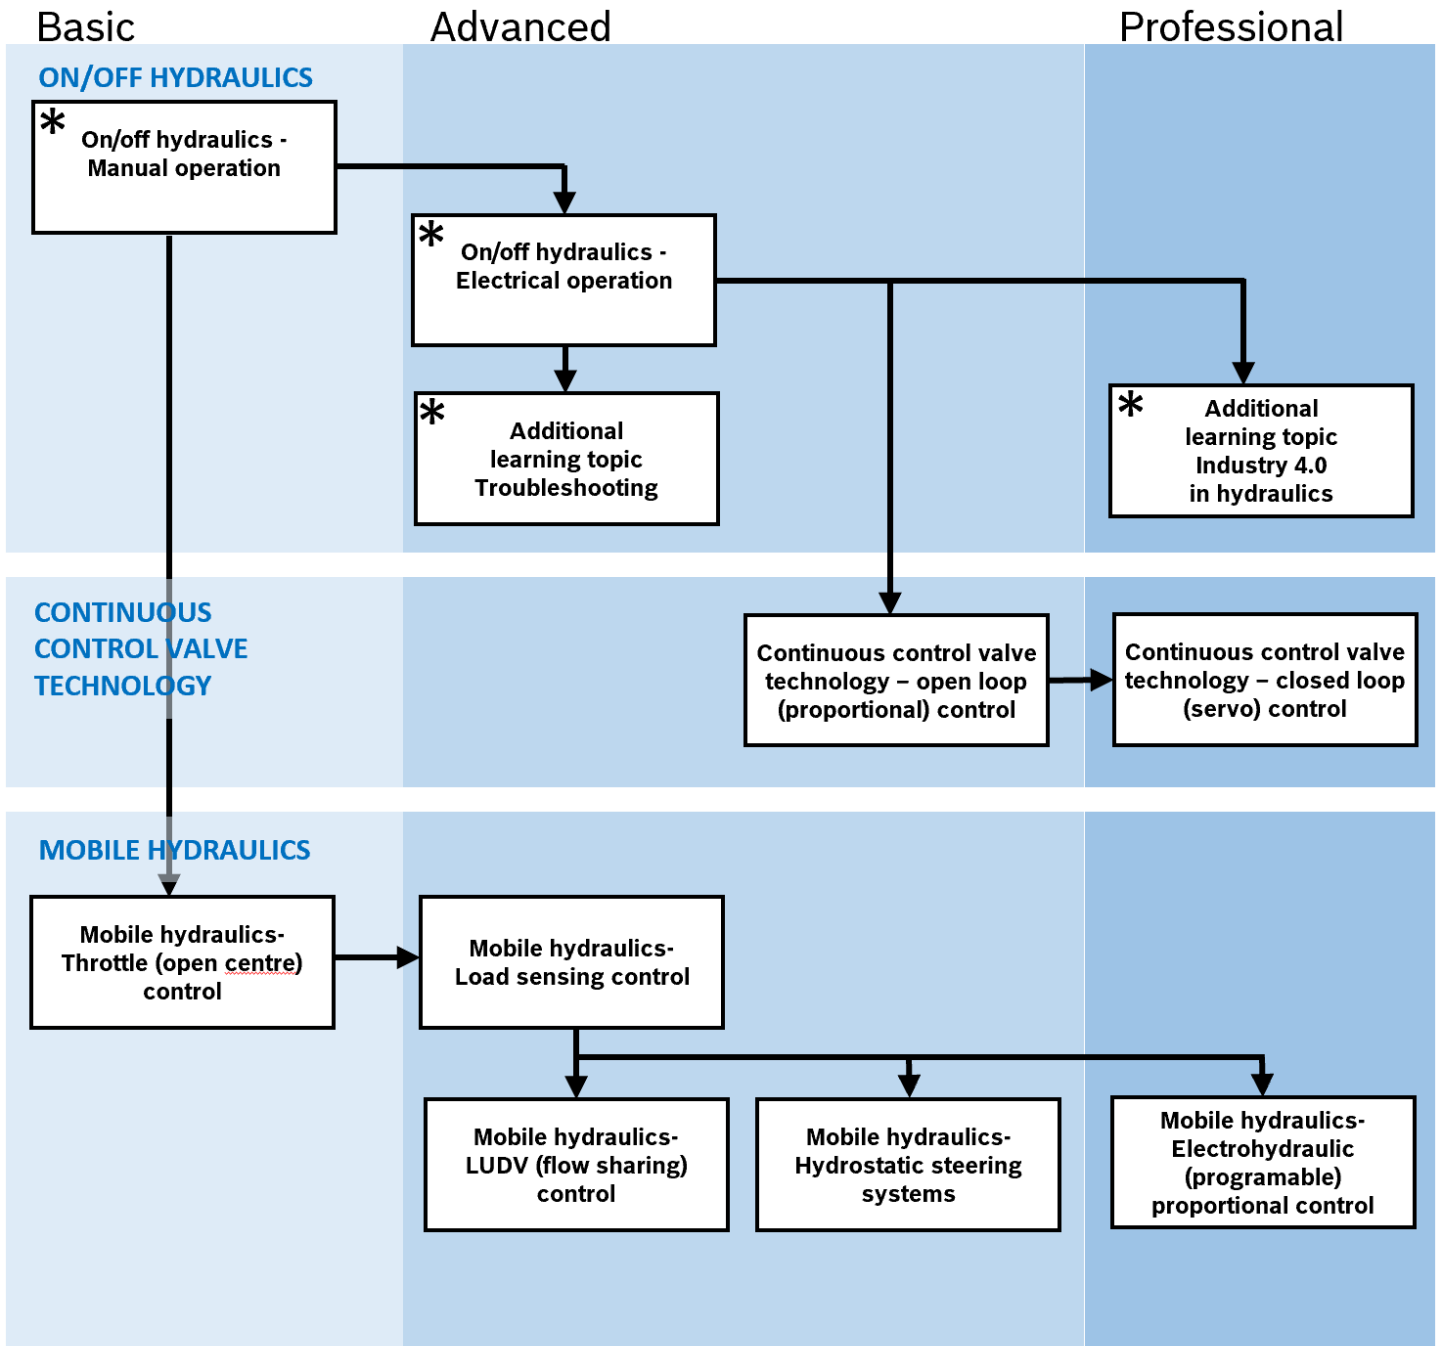 Basic
Advanced
Professional
ON/OFF HYDRAULICS
* On/off hydraulics -
Manual operation
* On/off hydraulics -
Electrical operation
* Additional
learning topic
Troubleshooting
* Additional
learning topic
Industry 4.0
in hydraulics
CONTINUOUS
CONTROL VALVE
TECHNOLOGY
Continuous control valve
technology – open loop
(proportional) control
Continuous control valve
technology – closed loop
(servo) control
MOBILE HYDRAULICS
Mobile hydraulics-
Throttle (open centre)
control
Mobile hydraulics-
Load sensing control
Mobile hydraulics-
LUDV (flow sharing)
control
Mobile hydraulics-
Hydrostatic steering
systems
Mobile hydraulics-
Electrohydraulic
(programable)
proportional control